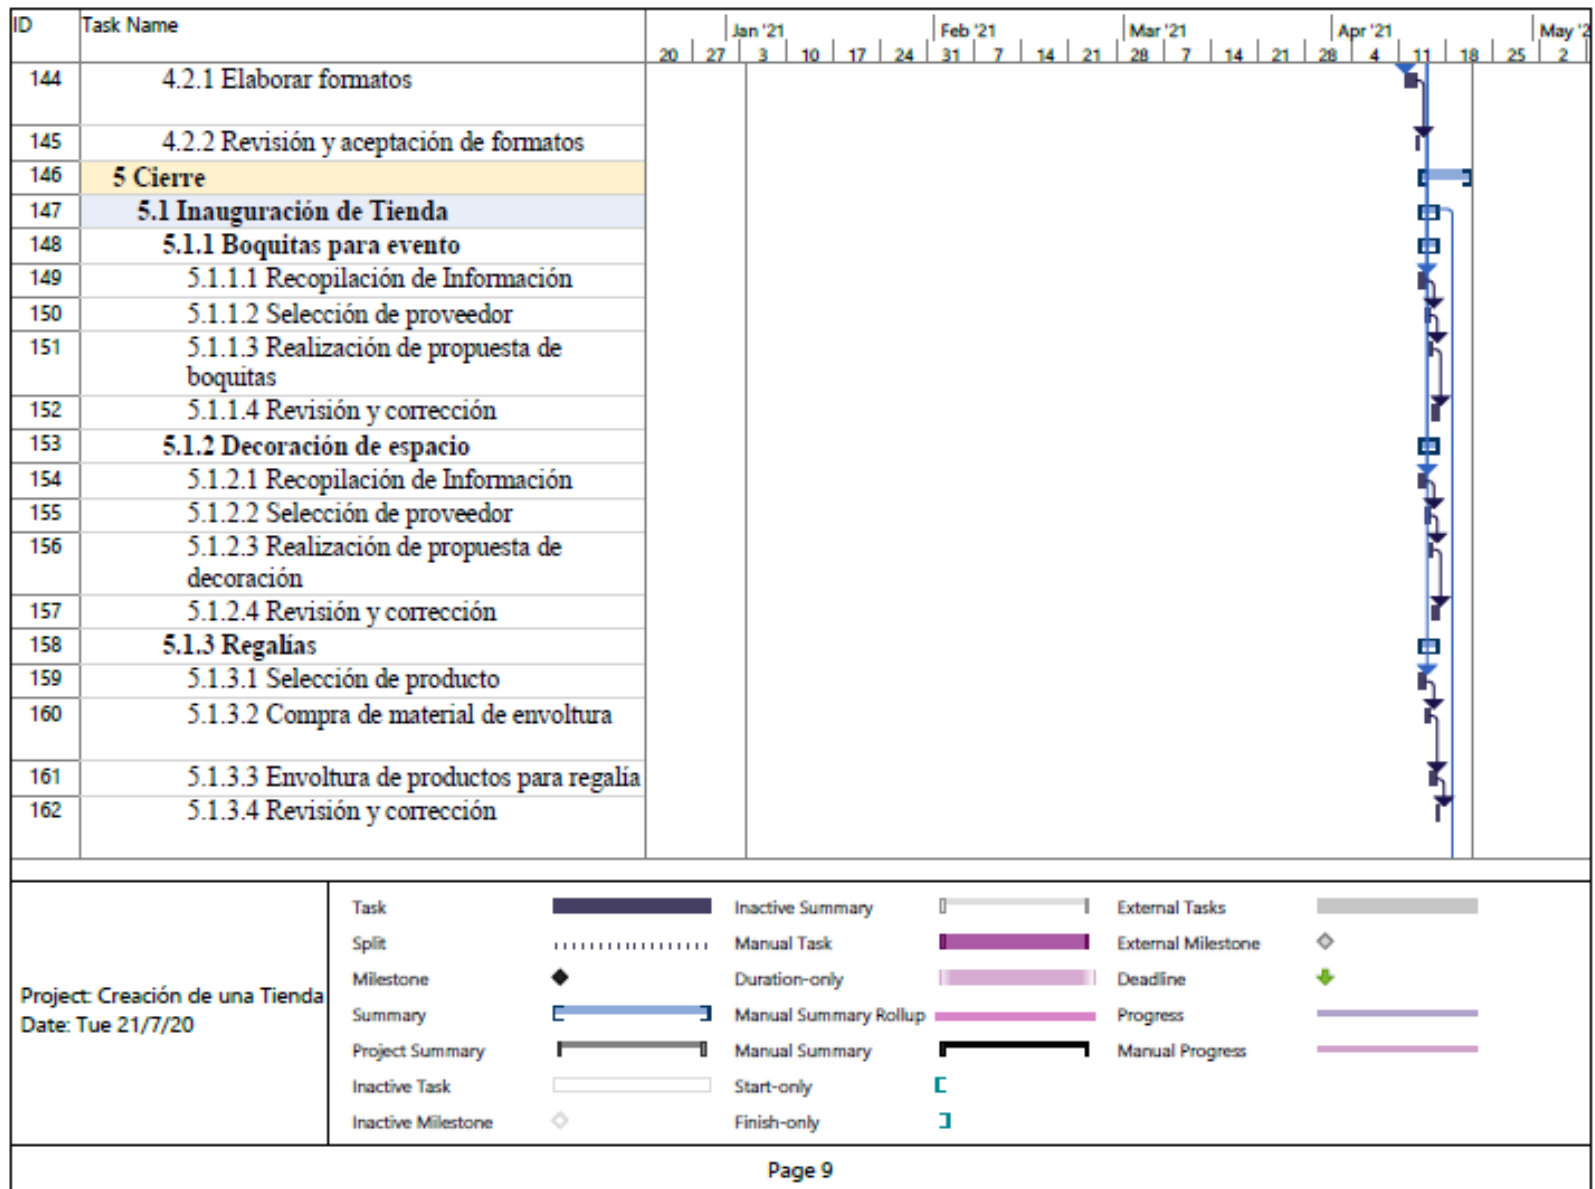 ID Task Name
Jan '21 Feb '21 Mar '21 Apr '21 May '2
20 27 3 10 17 24 31 7 14 21 28 7 14 21 28 4 11 18 25 2
144 4.2.1 Elaborar formatos
145 4.2.2 Revisión y aceptación de formatos
146 5 Cierre
147 5.1 Inauguración de Tienda
148 5.1.1 Boquitas para evento
149 5.1.1.1 Recopilación de Información
150 5.1.1.2 Selección de proveedor
151 5.1.1.3 Realización de propuesta de
boquitas
152 5.1.1.4 Revisión y corrección
153 5.1.2 Decoración de espacio
154 5.1.2.1 Recopilación de Información
155 5.1.2.2 Selección de proveedor
156 5.1.2.3 Realización de propuesta de
decoración
157 5.1.2.4 Revisión y corrección
158 5.1.3 Regalías
159 5.1.3.1 Selección de producto
160 5.1.3.2 Compra de material de envoltura
161 5.1.3.3 Envoltura de productos para regalía
162 5.1.3.4 Revisión y corrección
Project: Creación de una Tienda
Date: Tue 21/7/20
Task
Split
Milestone
Summary
Project Summary
Inactive Task
Inactive Milestone
Inactive Summary
Manual Task
Duration-only
Manual Summary Rollup
Manual Summary
Start-only
Finish-only
External Tasks
External Milestone
Deadline
Progress
Manual Progress
Page 9